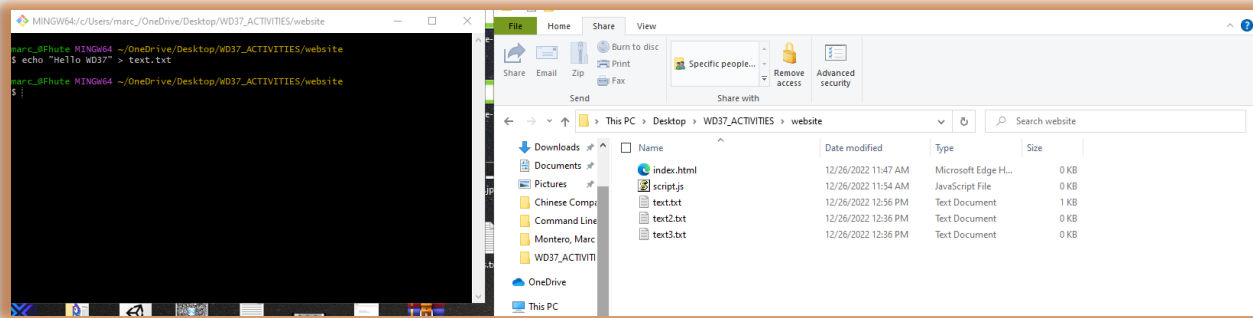 MINGW64:/c/Users/marc_/OneDrive/Desktop/WD37_ACTIVITIES/website
marc_@Fhute MINGW64 ~/OneDrive/Desktop/WD37_ACTIVITIES/website
$ echo "Hello WD37" > text.txt
marc_@Fhute MINGW64 ~/OneDrive/Desktop/WD37_ACTIVITIES/website
$
File Home Share View
Share Email Zip
Burn to disc
Print
Fax
Send
Specific people...
Share with
Remove access
Advanced security
This PC > Desktop > WD37_ACTIVITIES > website
Search website
Downloads
Documents
Pictures
Chinese Compa
Command Line
Montero, Marc
WD37_ACTIVITI
OneDrive
This PC
Name Date modified Type Size
index.html 12/26/2022 11:47 AM Microsoft Edge H... 0 KB
script.js 12/26/2022 11:54 AM JavaScript File 0 KB
text.txt 12/26/2022 12:56 PM Text Document 1 KB
text2.txt 12/26/2022 12:36 PM Text Document 0 KB
text3.txt 12/26/2022 12:36 PM Text Document 0 KB